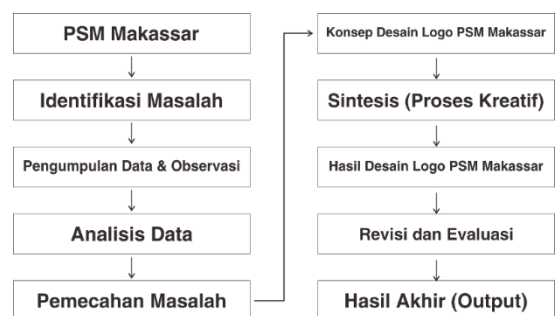 PSM Makassar
Identifikasi Masalah
Pengumpulan Data & Observasi
Analisis Data
Pemecahan Masalah
Konsep Desain Logo PSM Makassar
Sintesis (Proses Kreatif)
Hasil Desain Logo PSM Makassar
Revisi dan Evaluasi
Hasil Akhir (Output)